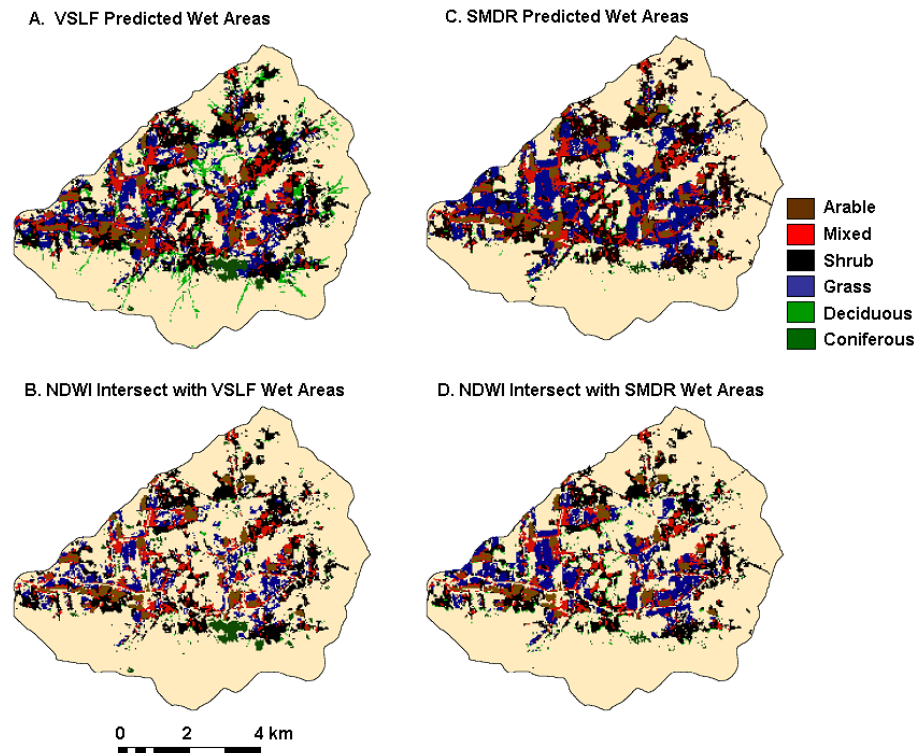 A. VSLF Predicted Wet Areas
C. SMDR Predicted Wet Areas
Arable
Mixed
Shrub
Grass
Deciduous
Coniferous
B. NDWI Intersect with VSLF Wet Areas
D. NDWI Intersect with SMDR Wet Areas
0 2 4 km